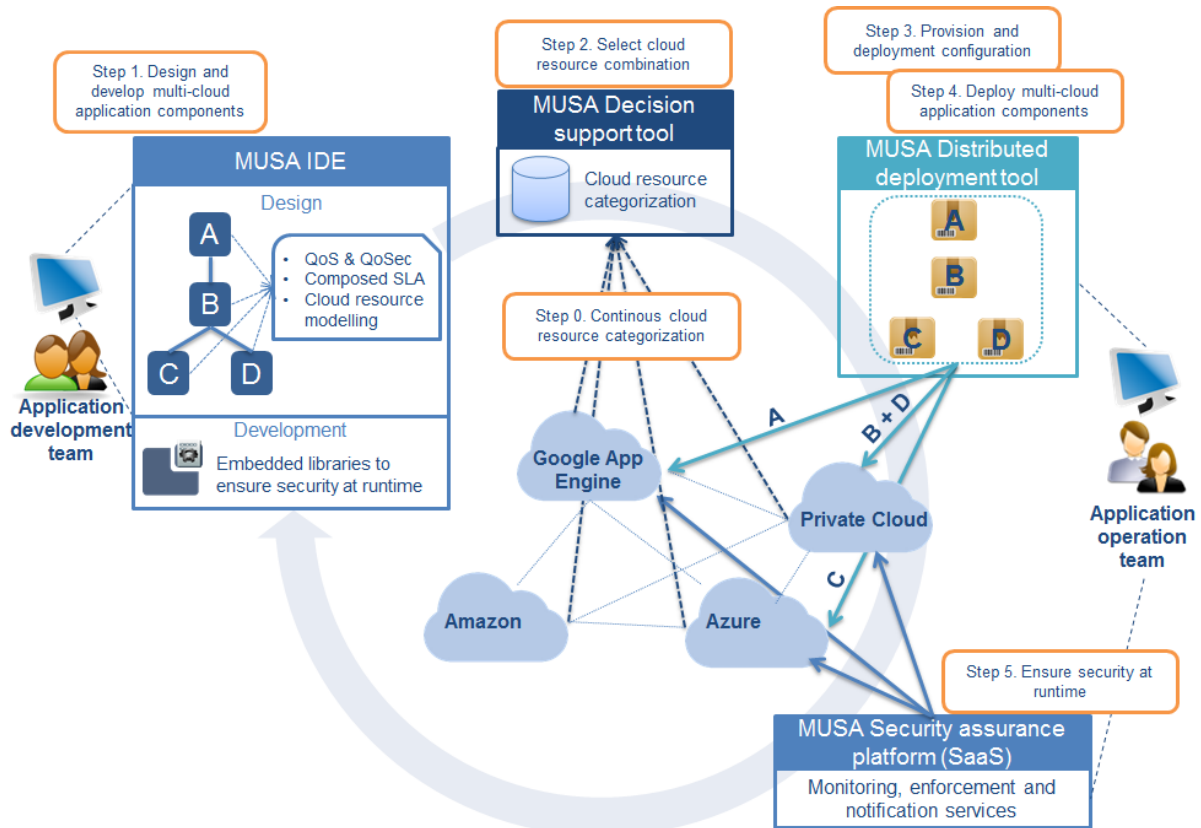 Step 1. Design and
develop multi-cloud
application components
Step 2. Select cloud
resource combination
Step 3. Provision and
deployment configuration
Step 4. Deploy multi-cloud
application components
MUSA IDE
Design
A
B
C
D
• QoS & QoSec
• Composed SLA
• Cloud resource
modelling
Development
Embedded libraries to
ensure security at runtime
Application
development
team
MUSA Decision
support tool
Cloud resource
categorization
Step 0. Continous cloud
resource categorization
MUSA Distributed
deployment tool
A
B
C
D
A
B + D
C
Google App
Engine
Private Cloud
Amazon
Azure
Application
operation
team
Step 5. Ensure security at
runtime
MUSA Security assurance
platform (SaaS)
Monitoring, enforcement and
notification services